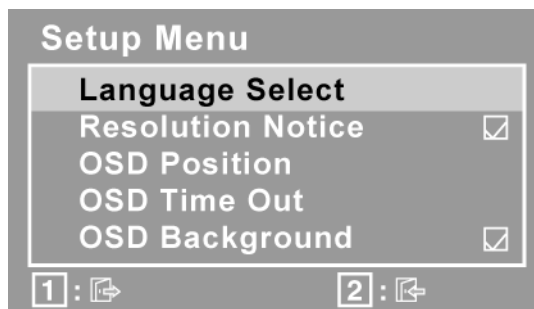 Setup Menu
Language Select
Resolution Notice
OSD Position
OSD Time Out
OSD Background
1 : 2 :